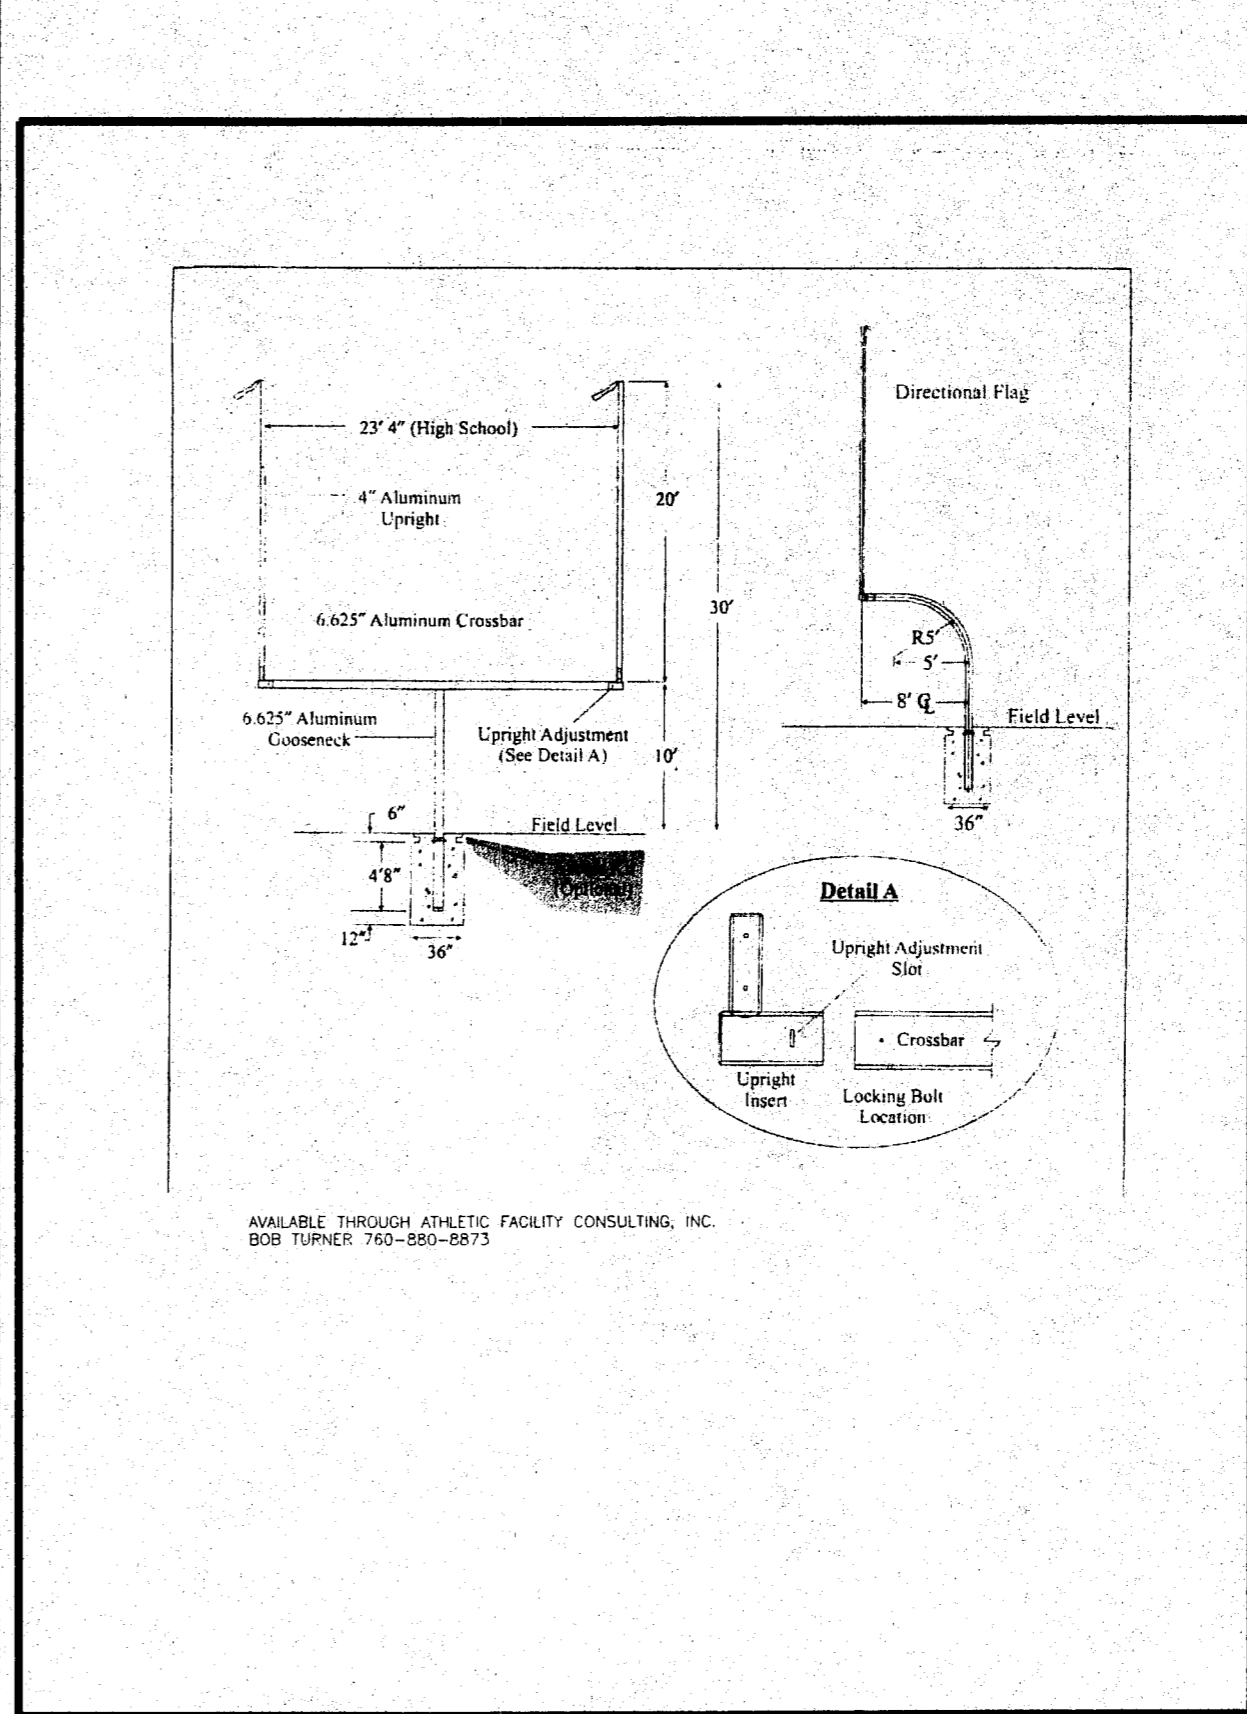 Directional Flag
23' 4" (High School)
4" Aluminum
Upright
20'
6.625" Aluminum Crossbar
30'
R5'
5'
8' ℄
6.625" Aluminum
Gooseneck
Upright Adjustment
(See Detail A)
10'
Field Level
36"
6"
Field Level
4'8"
(Optional)
12"
36"
Detail A
Upright Adjustment
Slot
Crossbar
Upright
Insert
Locking Bolt
Location
AVAILABLE THROUGH ATHLETIC FACILITY CONSULTING, INC.
BOB TURNER 760-880-8873